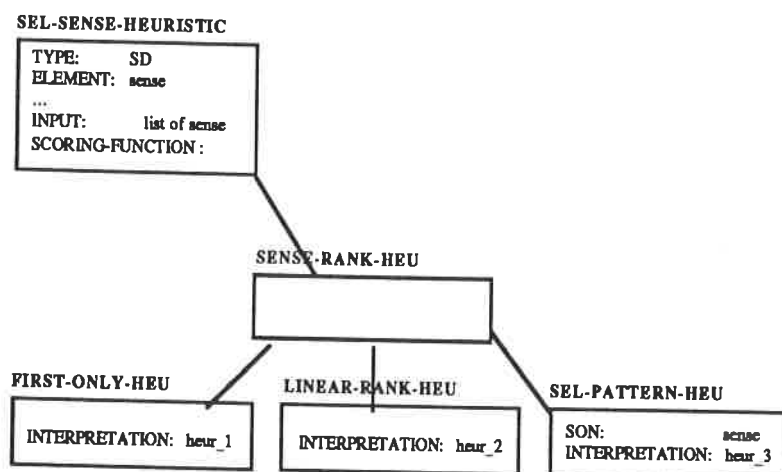 SEL-SENSE-HEURISTIC
TYPE: SD
ELEMENT: sense
...
INPUT: list of sense
SCORING-FUNCTION :
SENSE-RANK-HEU
FIRST-ONLY-HEU
INTERPRETATION: heur_1
LINEAR-RANK-HEU
INTERPRETATION: heur_2
SEL-PATTERN-HEU
SON: sense
INTERPRETATION: heur_3